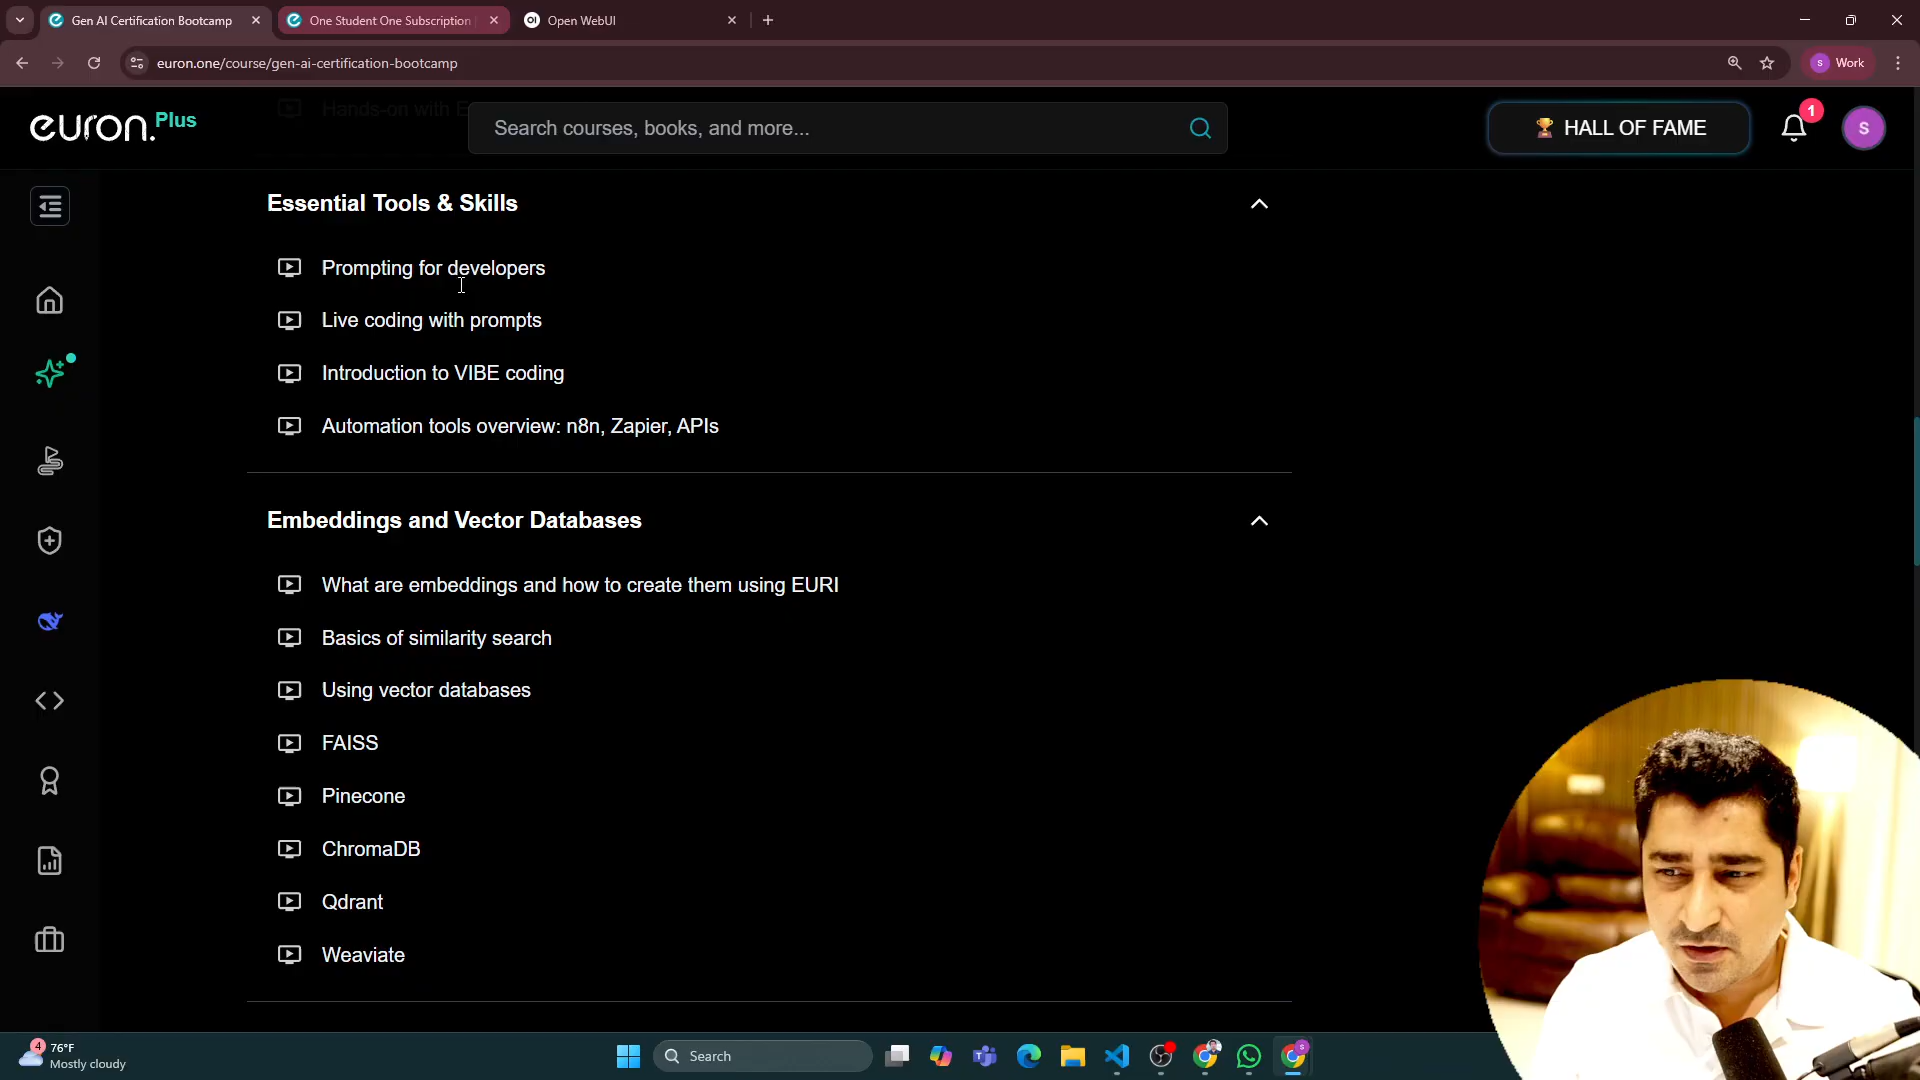 Gen AI Certification Bootcamp
One Student One Subscription
Open WebUI
euron.one/course/gen-ai-certification-bootcamp
S Work
euron. Plus
Hands-on with E
Search courses, books, and more...
🏆 HALL OF FAME
1
S
Essential Tools & Skills
Prompting for developers
Live coding with prompts
Introduction to VIBE coding
Automation tools overview: n8n, Zapier, APIs
Embeddings and Vector Databases
What are embeddings and how to create them using EURI
Basics of similarity search
Using vector databases
FAISS
Pinecone
ChromaDB
Qdrant
Weaviate
4
76°F
Mostly cloudy
Search